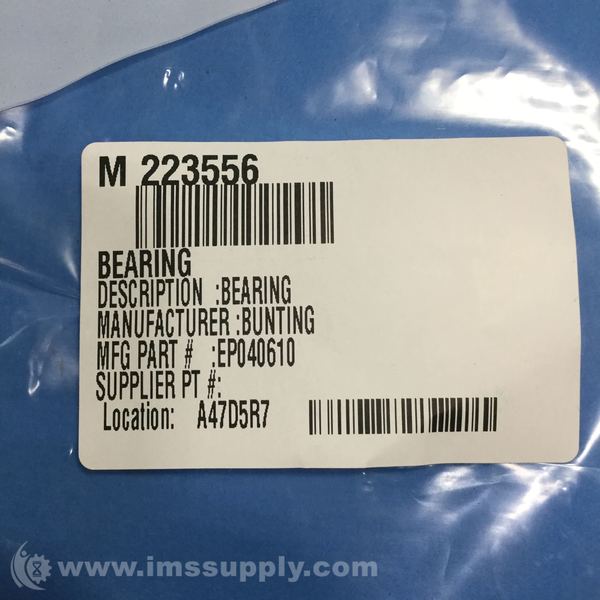 M 223556
BEARING
DESCRIPTION :BEARING
MANUFACTURER :BUNTING
MFG PART # :EP040610
SUPPLIER PT #:
Location: A47D5R7
www.imssupply.com